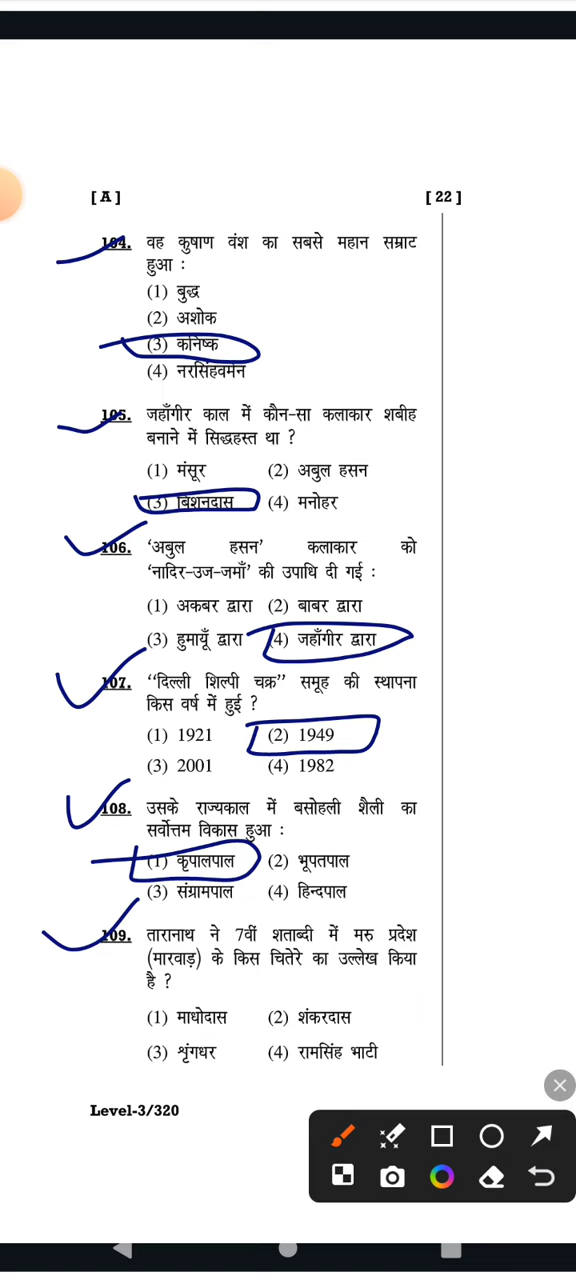 [ A ] [ 22 ]
104. वह कुषाण वंश का सबसे महान सम्राट
हुआ :
(1) बुद्ध
(2) अशोक
(3) कनिष्क
(4) नरसिंहवर्मन
105. जहाँगीर काल में कौन-सा कलाकार शबीह
बनाने में सिद्धहस्त था ?
(1) मंसूर (2) अबुल हसन
(3) बिशनदास (4) मनोहर
106. ‘अबुल हसन’ कलाकार को
‘नादिर-उज-जमाँ’ की उपाधि दी गई :
(1) अकबर द्वारा (2) बाबर द्वारा
(3) हुमायूँ द्वारा (4) जहाँगीर द्वारा
107. ‘‘दिल्ली शिल्पी चक्र’’ समूह की स्थापना
किस वर्ष में हुई ?
(1) 1921 (2) 1949
(3) 2001 (4) 1982
108. उसके राज्यकाल में बसोहली शैली का
सर्वोत्तम विकास हुआ :
(1) कृपालपाल (2) भूपतपाल
(3) संग्रामपाल (4) हिन्दपाल
109. तारानाथ ने 7वीं शताब्दी में मरु प्रदेश
(मारवाड़) के किस चितेरे का उल्लेख किया
है ?
(1) माधोदास (2) शंकरदास
(3) शृंगधर (4) रामसिंह भाटी
Level-3/320